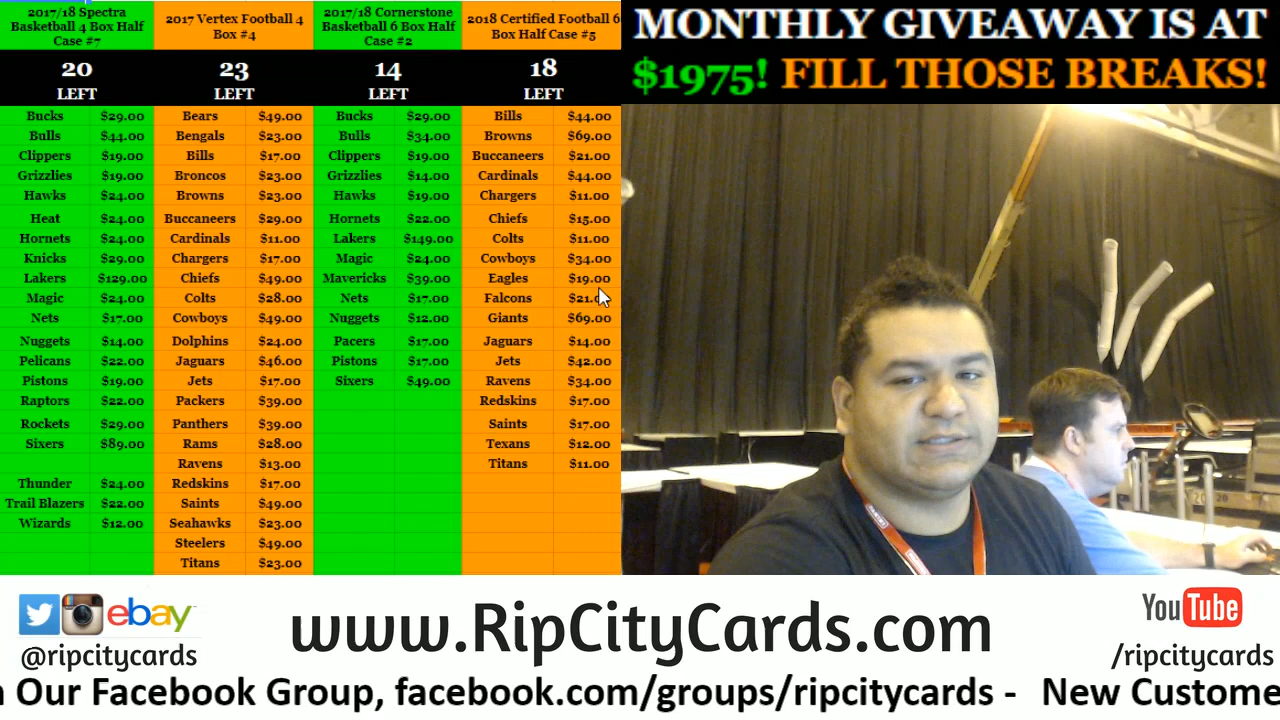 2017/18 Spectra
Basketball 4 Box Half
Case #7
20
LEFT
Bucks $29.00
Bulls $44.00
Clippers $19.00
Grizzlies $19.00
Hawks $24.00
Heat $24.00
Hornets $24.00
Knicks $29.00
Lakers $129.00
Magic $24.00
Nets $17.00
Nuggets $14.00
Pelicans $22.00
Pistons $19.00
Raptors $22.00
Rockets $29.00
Sixers $89.00
Thunder $24.00
Trail Blazers $22.00
Wizards $12.00
2017 Vertex Football 4
Box #4
23
LEFT
Bears $49.00
Bengals $23.00
Bills $17.00
Broncos $23.00
Browns $23.00
Buccaneers $29.00
Cardinals $11.00
Chargers $17.00
Chiefs $49.00
Colts $28.00
Cowboys $49.00
Dolphins $24.00
Jaguars $46.00
Jets $17.00
Packers $39.00
Panthers $39.00
Rams $28.00
Ravens $13.00
Redskins $17.00
Saints $49.00
Seahawks $23.00
Steelers $49.00
Titans $23.00
2017/18 Cornerstone
Basketball 6 Box Half
Case #2
14
LEFT
Bucks $29.00
Bulls $34.00
Clippers $19.00
Grizzlies $14.00
Hawks $19.00
Hornets $22.00
Lakers $149.00
Magic $24.00
Mavericks $39.00
Nets $17.00
Nuggets $12.00
Pacers $17.00
Pistons $17.00
Sixers $49.00
2018 Certified Football 6
Box Half Case #5
18
LEFT
Bills $44.00
Browns $69.00
Buccaneers $21.00
Cardinals $44.00
Chargers $11.00
Chiefs $15.00
Colts $11.00
Cowboys $34.00
Eagles $19.00
Falcons $21.0
Giants $69.00
Jaguars $14.00
Jets $42.00
Ravens $34.00
Redskins $17.00
Saints $17.00
Texans $12.00
Titans $11.00
MONTHLY GIVEAWAY IS AT
$1975! FILL THOSE BREAKS!
ebay
@ripcitycards
www.RipCityCards.com
YouTube
/ripcitycards
Our Facebook Group, facebook.com/groups/ripcitycards - New Custome